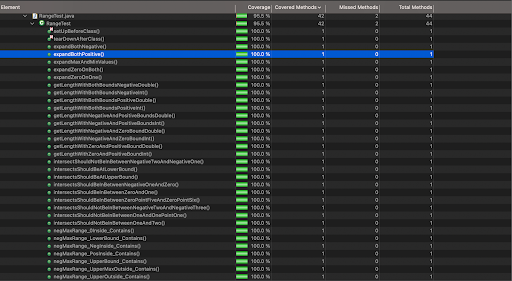 Element Coverage Covered Methods Missed Methods Total Methods
RangeTest.java 95.5 % 42 2 44
RangeTest 95.5 % 42 2 44
setUpBeforeClass() 100.0 % 1 0 1
tearDownAfterClass() 100.0 % 1 0 1
expandBothNegative() 100.0 % 1 0 1
expandBothPositive() 100.0 % 1 0 1
expandMaxAndMinValues() 100.0 % 1 0 1
expandZeroOnBoth() 100.0 % 1 0 1
expandZeroOnOne() 100.0 % 1 0 1
getLengthWithBothBoundsNegativeDouble() 100.0 % 1 0 1
getLengthWithBothBoundsNegativeInt() 100.0 % 1 0 1
getLengthWithBothBoundsPositiveDouble() 100.0 % 1 0 1
getLengthWithBothBoundsPositiveInt() 100.0 % 1 0 1
getLengthWithNegativeAndPositiveBoundsDouble() 100.0 % 1 0 1
getLengthWithNegativeAndPositiveBoundsInt() 100.0 % 1 0 1
getLengthWithNegativeAndZeroBoundDouble() 100.0 % 1 0 1
getLengthWithNegativeAndZeroBoundInt() 100.0 % 1 0 1
getLengthWithZeroAndPositiveBoundDouble() 100.0 % 1 0 1
getLengthWithZeroAndPositiveBoundInt() 100.0 % 1 0 1
intersectShouldNotBeInBetweenNegativeTwoAndNegativeOne() 100.0 % 1 0 1
intersectsShouldBeAtLowerBound() 100.0 % 1 0 1
intersectsShouldBeAtUpperBound() 100.0 % 1 0 1
intersectsShouldBeInBetweenNegativeOneAndZero() 100.0 % 1 0 1
intersectsShouldBeInBetweenZeroAndOne() 100.0 % 1 0 1
intersectsShouldBeInBetweenZeroPointFiveAndZeroPointSix() 100.0 % 1 0 1
intersectsShouldNotBeInBetweenNegativeTwoAndNegativeThree() 100.0 % 1 0 1
intersectsShouldNotBeInBetweenOneAndOnePointOne() 100.0 % 1 0 1
intersectsShouldNotBeInBetweenOneAndTwo() 100.0 % 1 0 1
negMaxRange_DInside_Contains() 100.0 % 1 0 1
negMaxRange_LowerBound_Contains() 100.0 % 1 0 1
negMaxRange_NegInside_Contains() 100.0 % 1 0 1
negMaxRange_PosInside_Contains() 100.0 % 1 0 1
negMaxRange_UpperBound_Contains() 100.0 % 1 0 1
negMaxRange_UpperMaxOutside_Contains() 100.0 % 1 0 1
negMaxRange_UpperOutside_Contains() 100.0 % 1 0 1